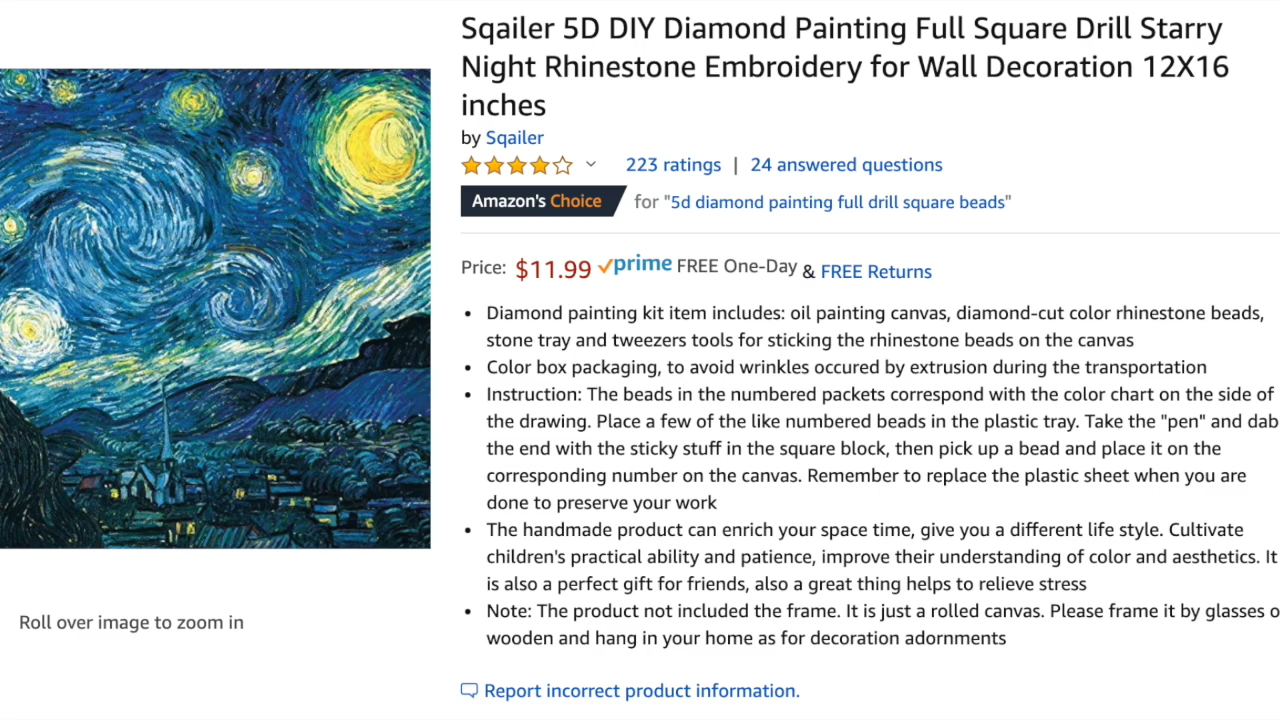 Sqailer 5D DIY Diamond Painting Full Square Drill Starry
Night Rhinestone Embroidery for Wall Decoration 12X16
inches
by Sqailer
223 ratings | 24 answered questions
Amazon's Choice for "5d diamond painting full drill square beads"
Price: $11.99 prime FREE One-Day & FREE Returns
• Diamond painting kit item includes: oil painting canvas, diamond-cut color rhinestone beads,
stone tray and tweezers tools for sticking the rhinestone beads on the canvas
• Color box packaging, to avoid wrinkles occured by extrusion during the transportation
• Instruction: The beads in the numbered packets correspond with the color chart on the side of
the drawing. Place a few of the like numbered beads in the plastic tray. Take the "pen" and dab
the end with the sticky stuff in the square block, then pick up a bead and place it on the
corresponding number on the canvas. Remember to replace the plastic sheet when you are
done to preserve your work
• The handmade product can enrich your space time, give you a different life style. Cultivate
children's practical ability and patience, improve their understanding of color and aesthetics. It
is also a perfect gift for friends, also a great thing helps to relieve stress
• Note: The product not included the frame. It is just a rolled canvas. Please frame it by glasses o
wooden and hang in your home as for decoration adornments
Roll over image to zoom in
Report incorrect product information.